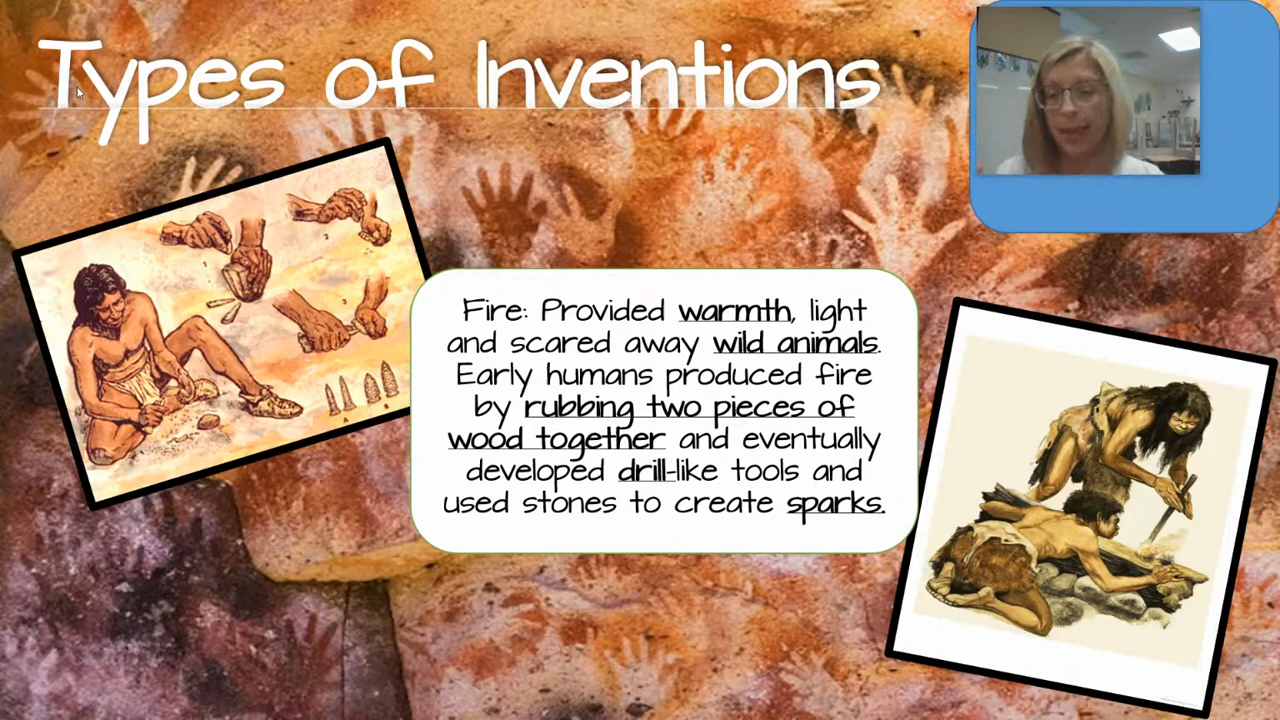 Types of Inventions
Fire: Provided warmth, light
and scared away wild animals.
Early humans produced fire
by rubbing two pieces of
wood together and eventually
developed drill-like tools and
used stones to create sparks.